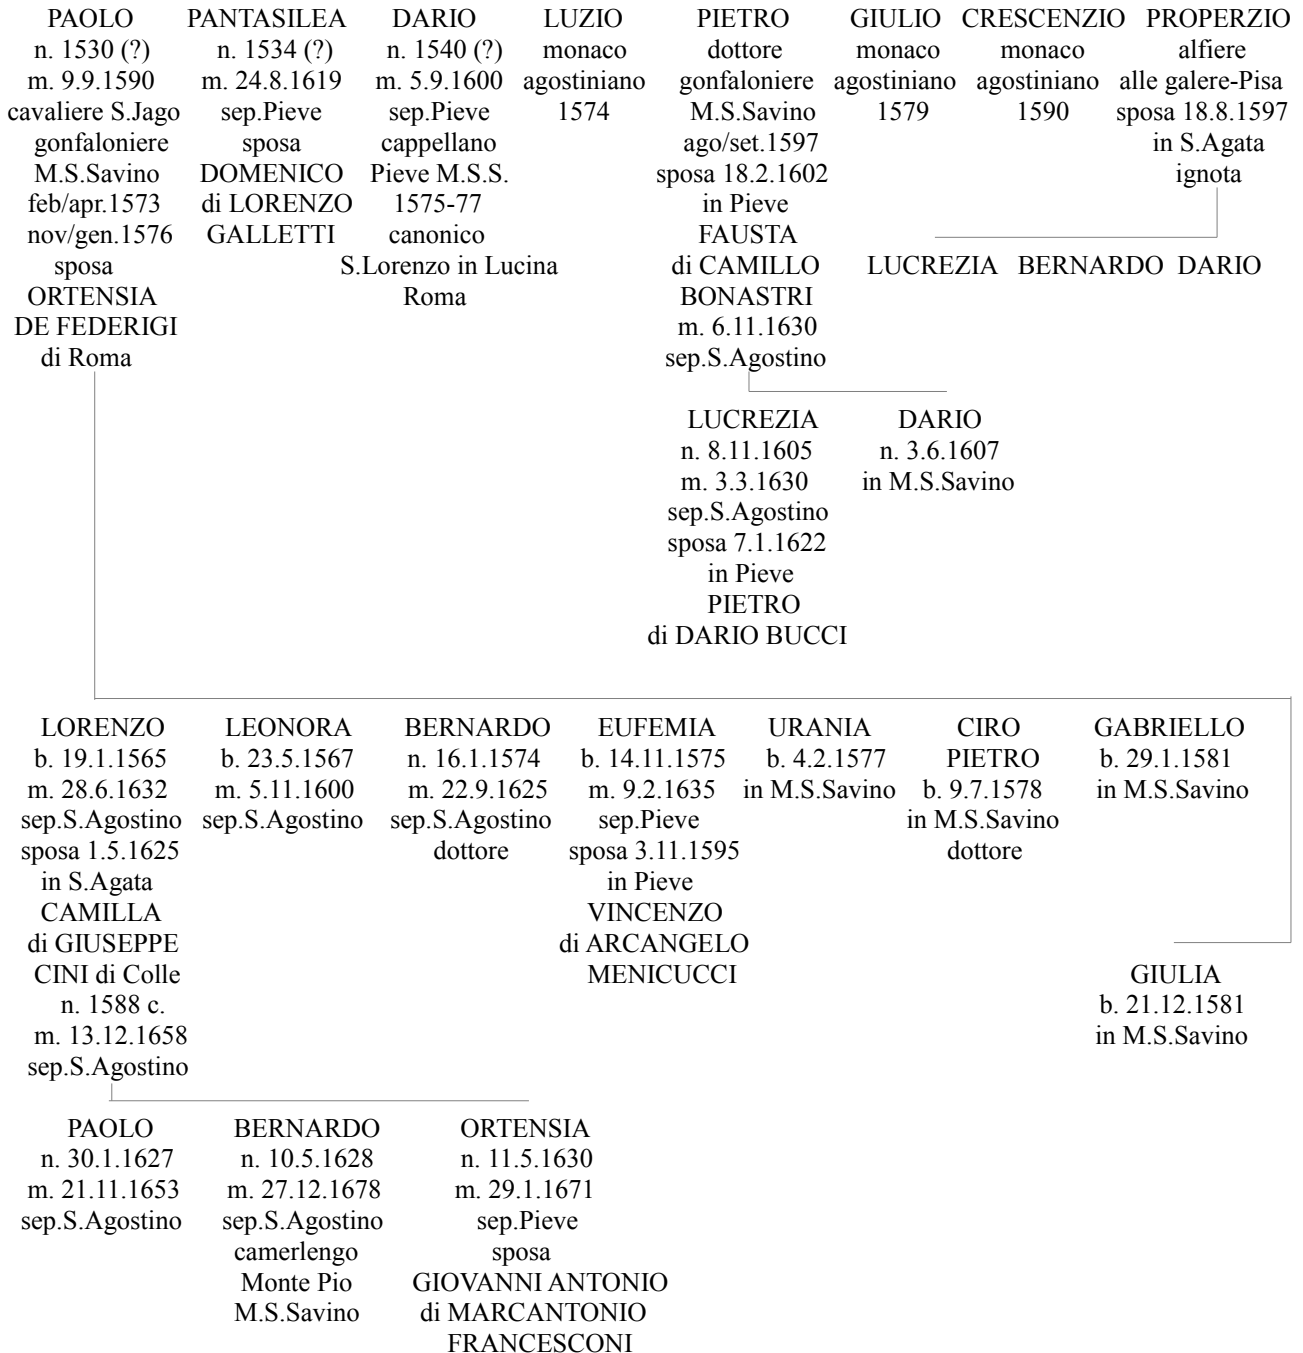 PAOLO
n. 1530 (?)
m. 9.9.1590
cavaliere S.Jago
gonfaloniere
M.S.Savino
feb/apr.1573
nov/gen.1576
sposa
ORTENSIA
DE FEDERIGI
di Roma
PANTASILEA
n. 1534 (?)
m. 24.8.1619
sep.Pieve
sposa
DOMENICO
di LORENZO
GALLETTI
DARIO
n. 1540 (?)
m. 5.9.1600
sep.Pieve
cappellano
Pieve M.S.S.
1575-77
canonico
S.Lorenzo in Lucina
Roma
LUZIO
monaco
agostiniano
1574
PIETRO
dottore
gonfaloniere
M.S.Savino
ago/set.1597
sposa 18.2.1602
in Pieve
FAUSTA
di CAMILLO
BONASTRI
m. 6.11.1630
sep.S.Agostino
GIULIO
monaco
agostiniano
1579
CRESCENZIO
monaco
agostiniano
1590
PROPERZIO
alfiere
alle galere-Pisa
sposa 18.8.1597
in S.Agata
ignota
LUCREZIA
BERNARDO
DARIO
LUCREZIA
n. 8.11.1605
m. 3.3.1630
sep.S.Agostino
sposa 7.1.1622
in Pieve
PIETRO
di DARIO BUCCI
DARIO
n. 3.6.1607
in M.S.Savino
LORENZO
b. 19.1.1565
m. 28.6.1632
sep.S.Agostino
sposa 1.5.1625
in S.Agata
CAMILLA
di GIUSEPPE
CINI di Colle
n. 1588 c.
m. 13.12.1658
sep.S.Agostino
LEONORA
b. 23.5.1567
m. 5.11.1600
sep.S.Agostino
BERNARDO
n. 16.1.1574
m. 22.9.1625
sep.S.Agostino
dottore
EUFEMIA
b. 14.11.1575
m. 9.2.1635
sep.Pieve
sposa 3.11.1595
in Pieve
VINCENZO
di ARCANGELO
MENICUCCI
URANIA
b. 4.2.1577
in M.S.Savino
CIRO
PIETRO
b. 9.7.1578
in M.S.Savino
dottore
GABRIELLO
b. 29.1.1581
in M.S.Savino
GIULIA
b. 21.12.1581
in M.S.Savino
PAOLO
n. 30.1.1627
m. 21.11.1653
sep.S.Agostino
BERNARDO
n. 10.5.1628
m. 27.12.1678
sep.S.Agostino
camerlengo
Monte Pio
M.S.Savino
ORTENSIA
n. 11.5.1630
m. 29.1.1671
sep.Pieve
sposa
GIOVANNI ANTONIO
di MARCANTONIO
FRANCESCONI